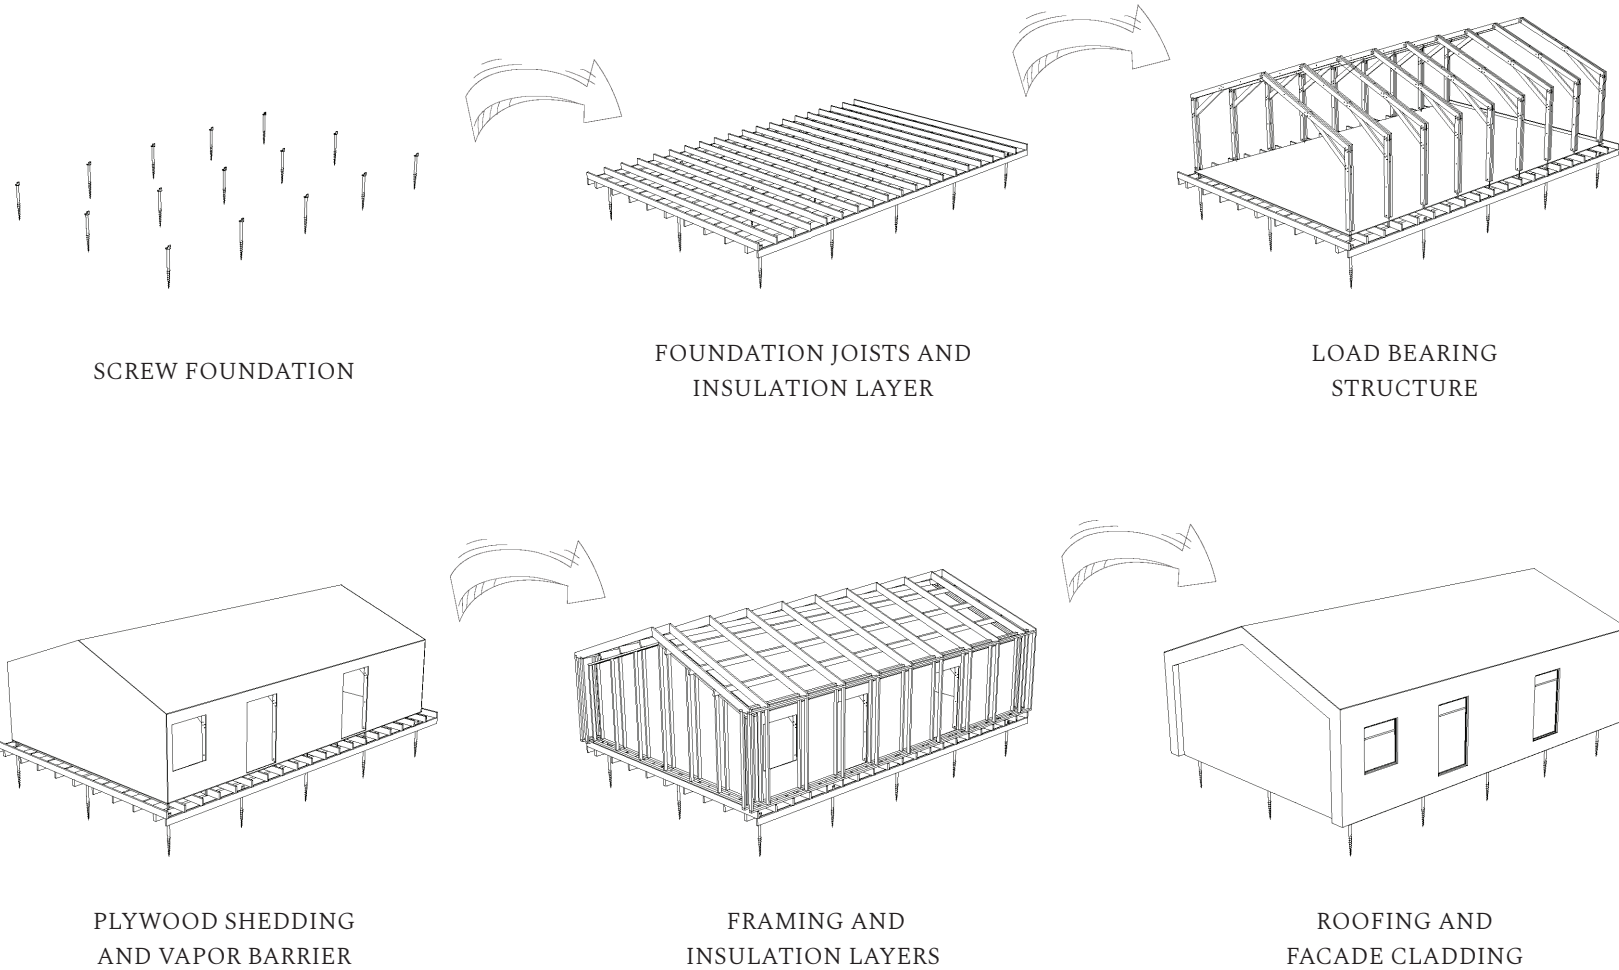 SCREW FOUNDATION
FOUNDATION JOISTS AND
INSULATION LAYER
LOAD BEARING
STRUCTURE
PLYWOOD SHEDDING
AND VAPOR BARRIER
FRAMING AND
INSULATION LAYERS
ROOFING AND
FACADE CLADDING